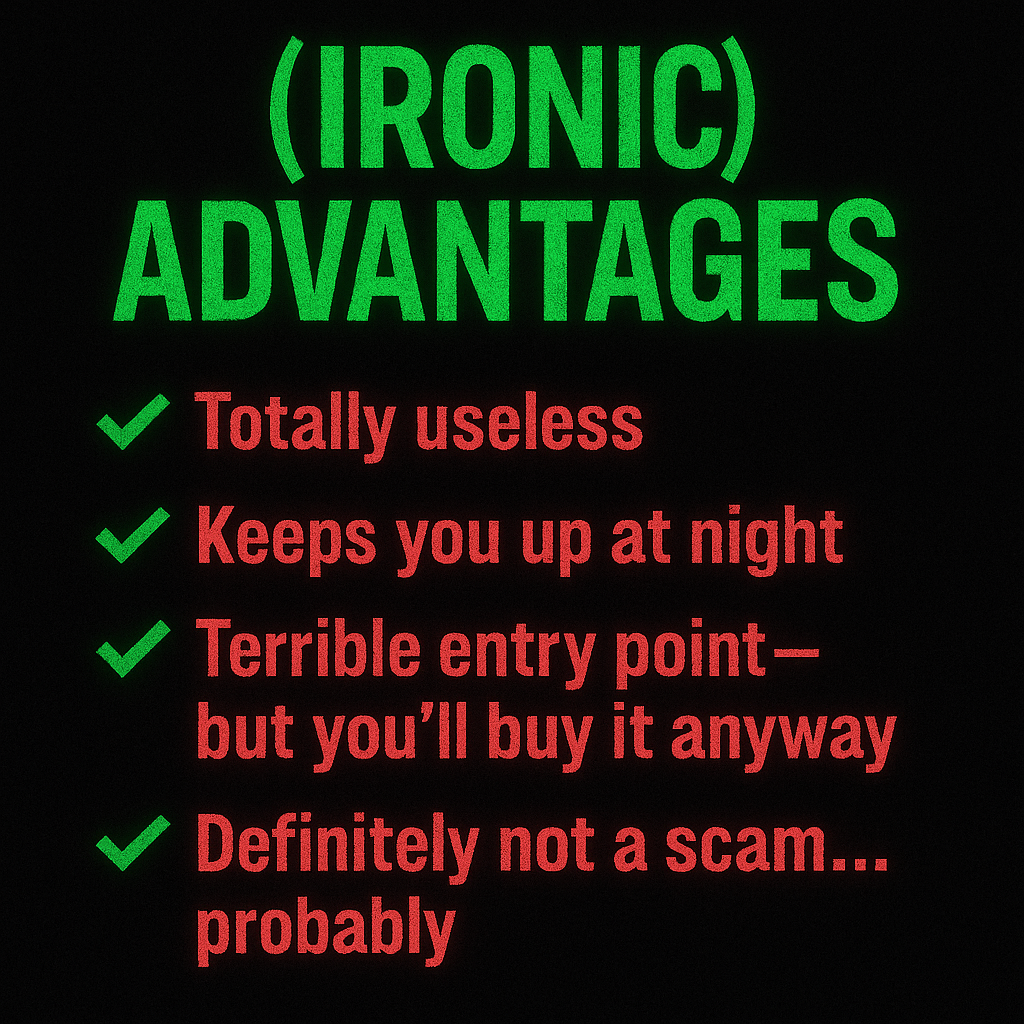 (IRONIC)
ADVANTAGES
Totally useless
Keeps you up at night
Terrible entry point—
but you’ll buy it anyway
Definitely not a scam...
probably